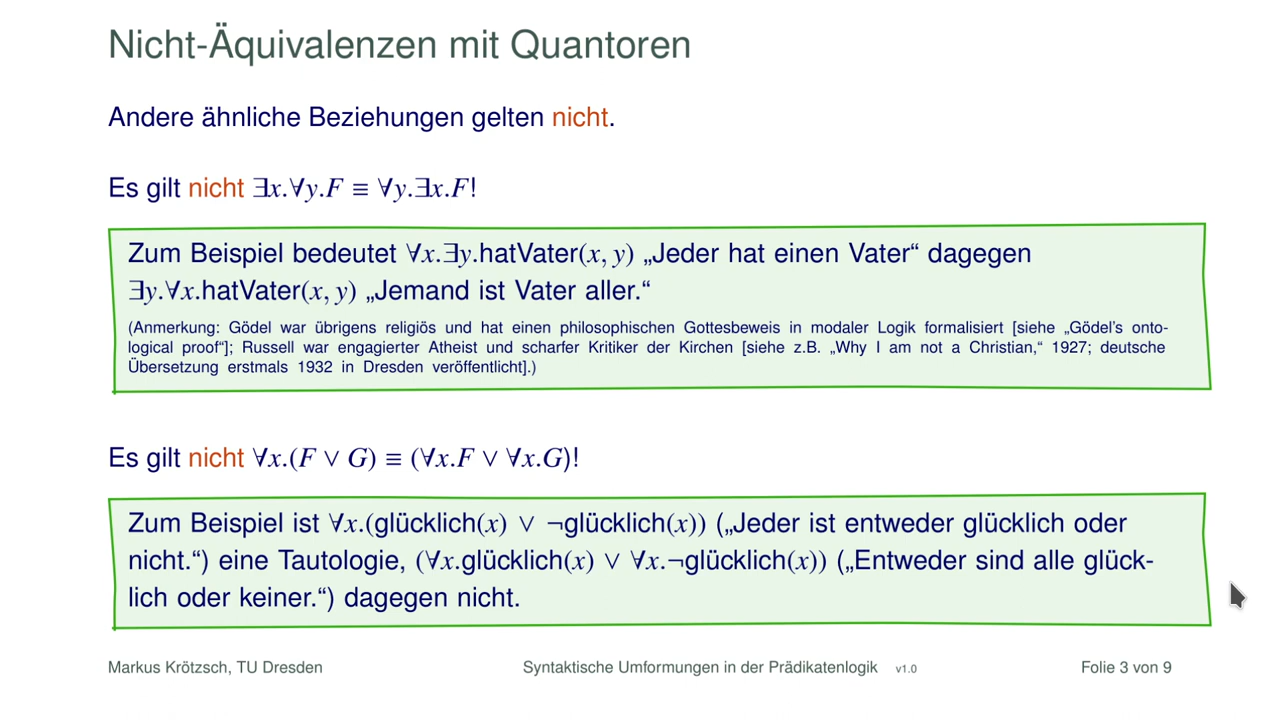 Nicht-Äquivalenzen mit Quantoren
Andere ähnliche Beziehungen gelten nicht.
Es gilt nicht ∃x.∀y.F ≡ ∀y.∃x.F!
Zum Beispiel bedeutet ∀x.∃y.hatVater(x, y) „Jeder hat einen Vater“ dagegen
∃y.∀x.hatVater(x, y) „Jemand ist Vater aller.“
(Anmerkung: Gödel war übrigens religiös und hat einen philosophischen Gottesbeweis in modaler Logik formalisiert [siehe „Gödel's onto-
logical proof“]; Russell war engagierter Atheist und scharfer Kritiker der Kirchen [siehe z.B. „Why I am not a Christian,“ 1927; deutsche
Übersetzung erstmals 1932 in Dresden veröffentlicht].)
Es gilt nicht ∀x.(F ∨ G) ≡ (∀x.F ∨ ∀x.G)!
Zum Beispiel ist ∀x.(glücklich(x) ∨ ¬glücklich(x)) („Jeder ist entweder glücklich oder
nicht.“) eine Tautologie, (∀x.glücklich(x) ∨ ∀x.¬glücklich(x)) („Entweder sind alle glück-
lich oder keiner.“) dagegen nicht.
Markus Krötzsch, TU Dresden
Syntaktische Umformungen in der Prädikatenlogik v1.0
Folie 3 von 9